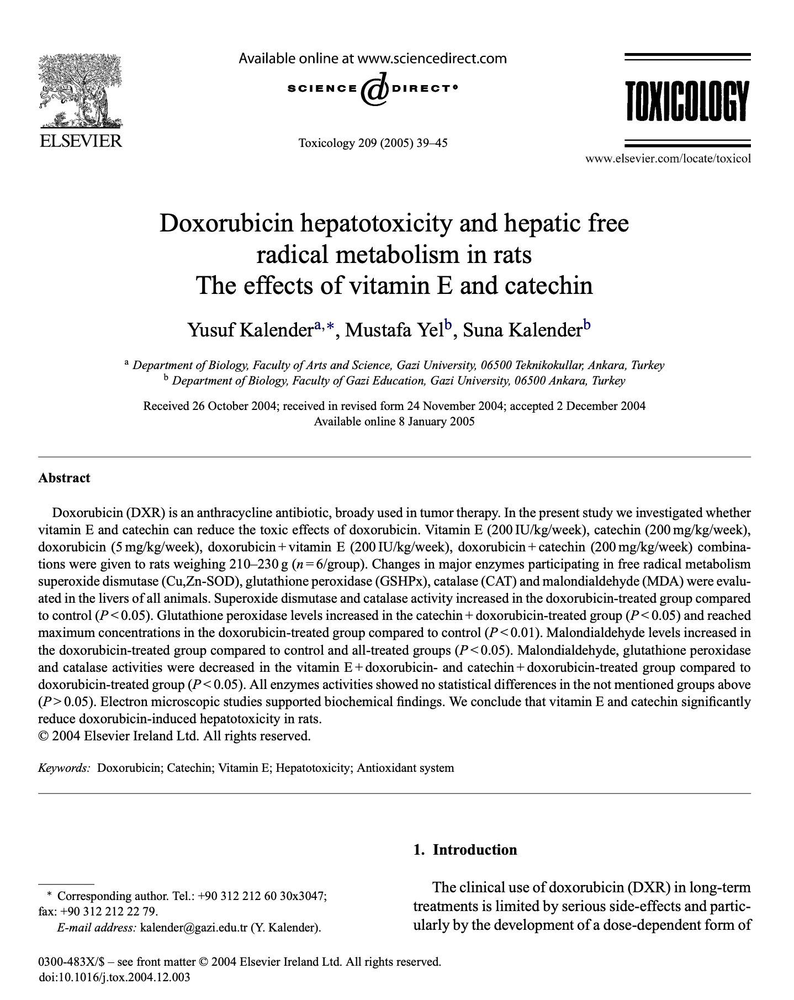 Available online at www.sciencedirect.com
SCIENCE d DIRECT®
TOXICOLOGY
NON SOLUS
ELSEVIER
Toxicology 209 (2005) 39–45
www.elsevier.com/locate/toxicol
Doxorubicin hepatotoxicity and hepatic free
radical metabolism in rats
The effects of vitamin E and catechin
Yusuf Kalender a,*, Mustafa Yel b, Suna Kalender b
a Department of Biology, Faculty of Arts and Science, Gazi University, 06500 Teknikokullar, Ankara, Turkey
b Department of Biology, Faculty of Gazi Education, Gazi University, 06500 Ankara, Turkey
Received 26 October 2004; received in revised form 24 November 2004; accepted 2 December 2004
Available online 8 January 2005
Abstract
Doxorubicin (DXR) is an anthracycline antibiotic, broady used in tumor therapy. In the present study we investigated whether
vitamin E and catechin can reduce the toxic effects of doxorubicin. Vitamin E (200 IU/kg/week), catechin (200 mg/kg/week),
doxorubicin (5 mg/kg/week), doxorubicin + vitamin E (200 IU/kg/week), doxorubicin + catechin (200 mg/kg/week) combina-
tions were given to rats weighing 210–230 g (n = 6/group). Changes in major enzymes participating in free radical metabolism
superoxide dismutase (Cu,Zn-SOD), glutathione peroxidase (GSHPx), catalase (CAT) and malondialdehyde (MDA) were evalu-
ated in the livers of all animals. Superoxide dismutase and catalase activity increased in the doxorubicin-treated group compared
to control (P < 0.05). Glutathione peroxidase levels increased in the catechin + doxorubicin-treated group (P < 0.05) and reached
maximum concentrations in the doxorubicin-treated group compared to control (P < 0.01). Malondialdehyde levels increased in
the doxorubicin-treated group compared to control and all-treated groups (P < 0.05). Malondialdehyde, glutathione peroxidase
and catalase activities were decreased in the vitamin E + doxorubicin- and catechin + doxorubicin-treated group compared to
doxorubicin-treated group (P < 0.05). All enzymes activities showed no statistical differences in the not mentioned groups above
(P > 0.05). Electron microscopic studies supported biochemical findings. We conclude that vitamin E and catechin significantly
reduce doxorubicin-induced hepatotoxicity in rats.
© 2004 Elsevier Ireland Ltd. All rights reserved.
Keywords: Doxorubicin; Catechin; Vitamin E; Hepatotoxicity; Antioxidant system
* Corresponding author. Tel.: +90 312 212 60 30x3047;
fax: +90 312 212 22 79.
E-mail address: kalender@gazi.edu.tr (Y. Kalender).
1. Introduction
The clinical use of doxorubicin (DXR) in long-term
treatments is limited by serious side-effects and partic-
ularly by the development of a dose-dependent form of
0300-483X/$ – see front matter © 2004 Elsevier Ireland Ltd. All rights reserved.
doi:10.1016/j.tox.2004.12.003